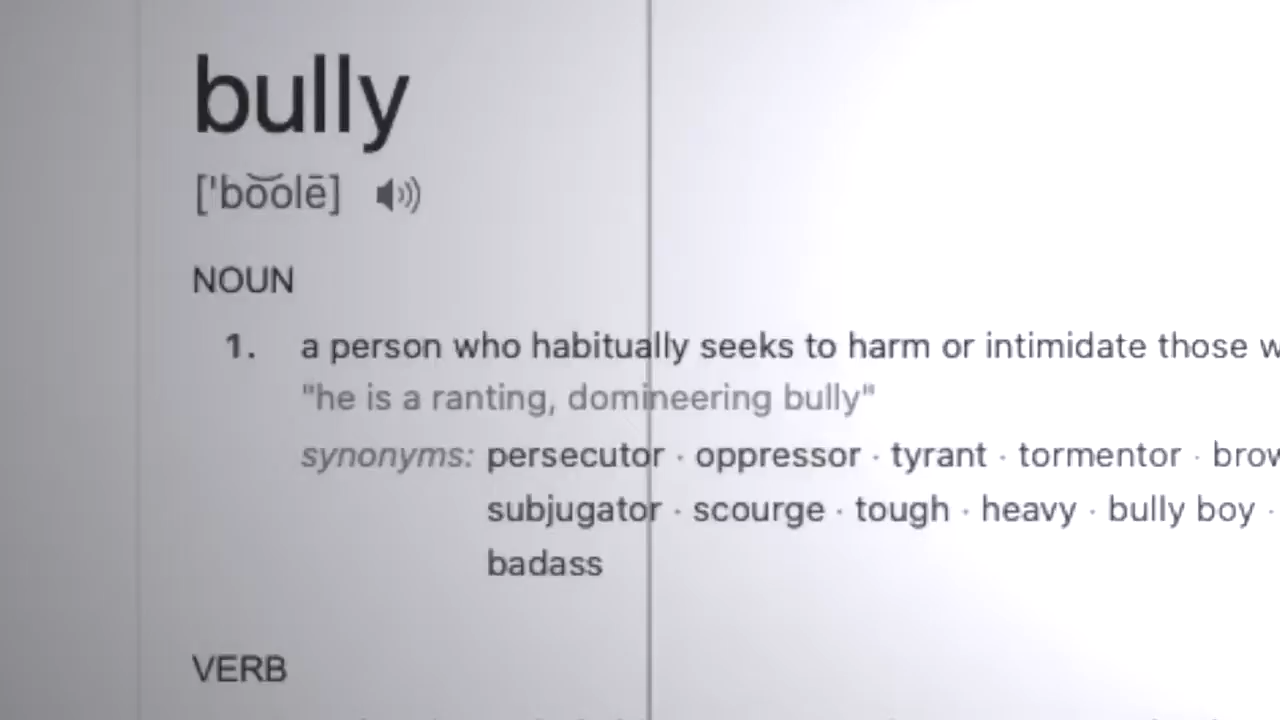 bully
['bo͝olē]
NOUN
1. a person who habitually seeks to harm or intimidate those
"he is a ranting, domineering bully"
synonyms: persecutor · oppressor · tyrant · tormentor ·
subjugator · scourge · tough · heavy · bully boy ·
badass
VERB